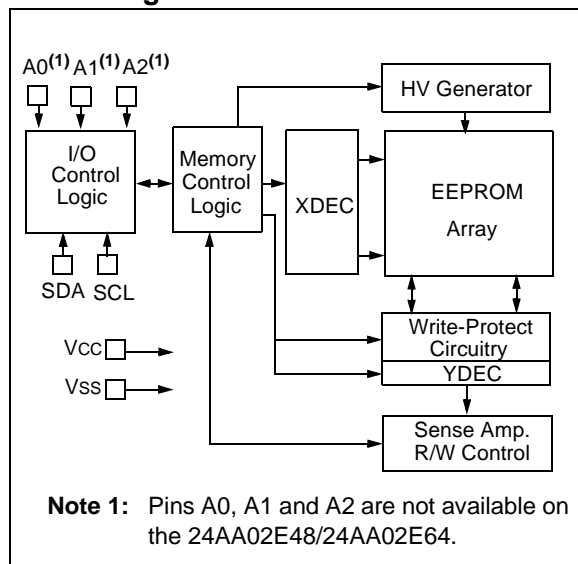 A0(1) A1(1) A2(1)
HV Generator
I/O
Control
Logic
Memory
Control
Logic
XDEC
EEPROM
Array
SDA SCL
Write-Protect
Circuitry
YDEC
VCC
VSS
Sense Amp.
R/W Control
Note 1: Pins A0, A1 and A2 are not available on
the 24AA02E48/24AA02E64.